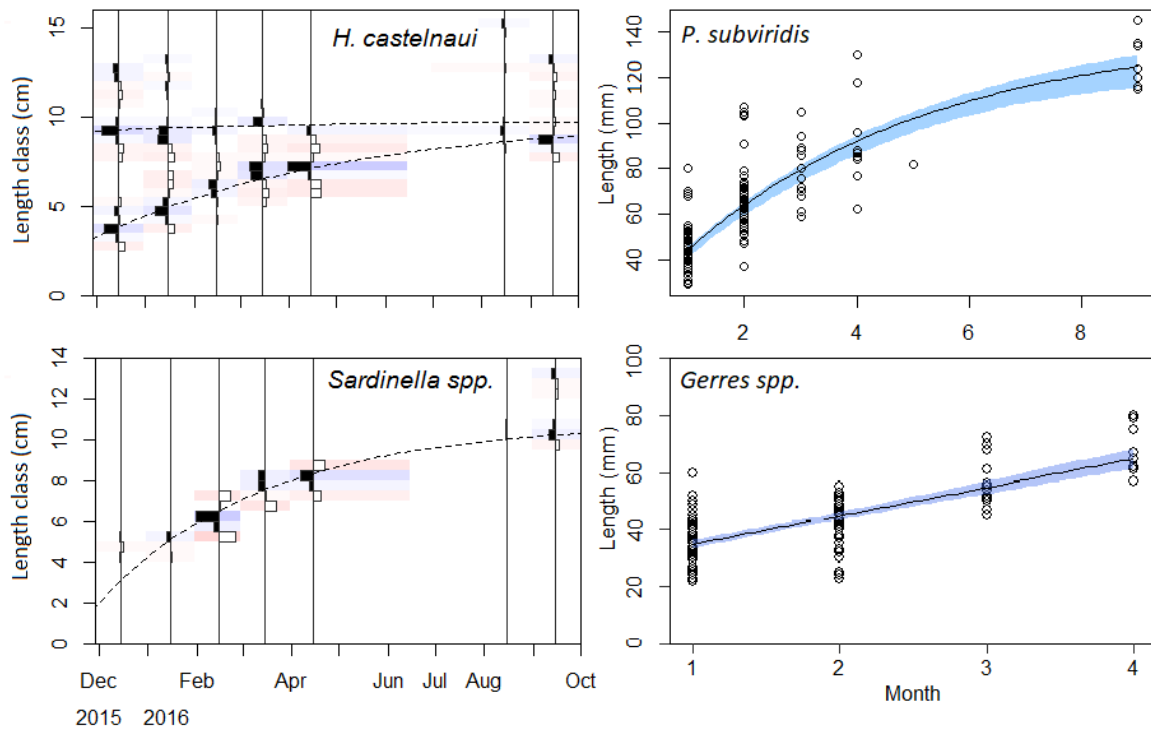 H. castelnaui
Length class (cm)
15
10
5
0
P. subviridis
Length (mm)
140
120
100
80
60
40
2 4 6 8
Sardinella spp.
Length class (cm)
14
12
10
8
6
4
2
0
Dec Feb Apr Jun Jul Aug Oct
2015 2016
Gerres spp.
Length (mm)
100
80
60
40
20
0
1 2 3 4
Month